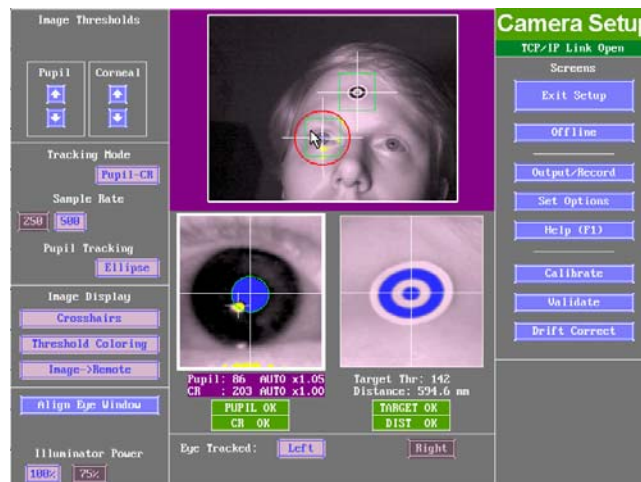 Image Thresholds
Pupil
Corneal
Tracking Mode
Pupil-CR
Sample Rate
250 500
Pupil Tracking
Ellipse
Image Display
Crosshairs
Threshold Coloring
Image->Remote
Align Eye Window
Illuminator Power
100% 75%
Pupil: 86 AUTO x1.05
CR : 203 AUTO x1.00
PUPIL OK
CR OK
Target Thr: 142
Distance: 594.6 mm
TARGET OK
DIST OK
Eye Tracked: Left Right
Camera Setup
TCP/IP Link Open
Screens
Exit Setup
Offline
Output/Record
Set Options
Help (F1)
Calibrate
Validate
Drift Correct